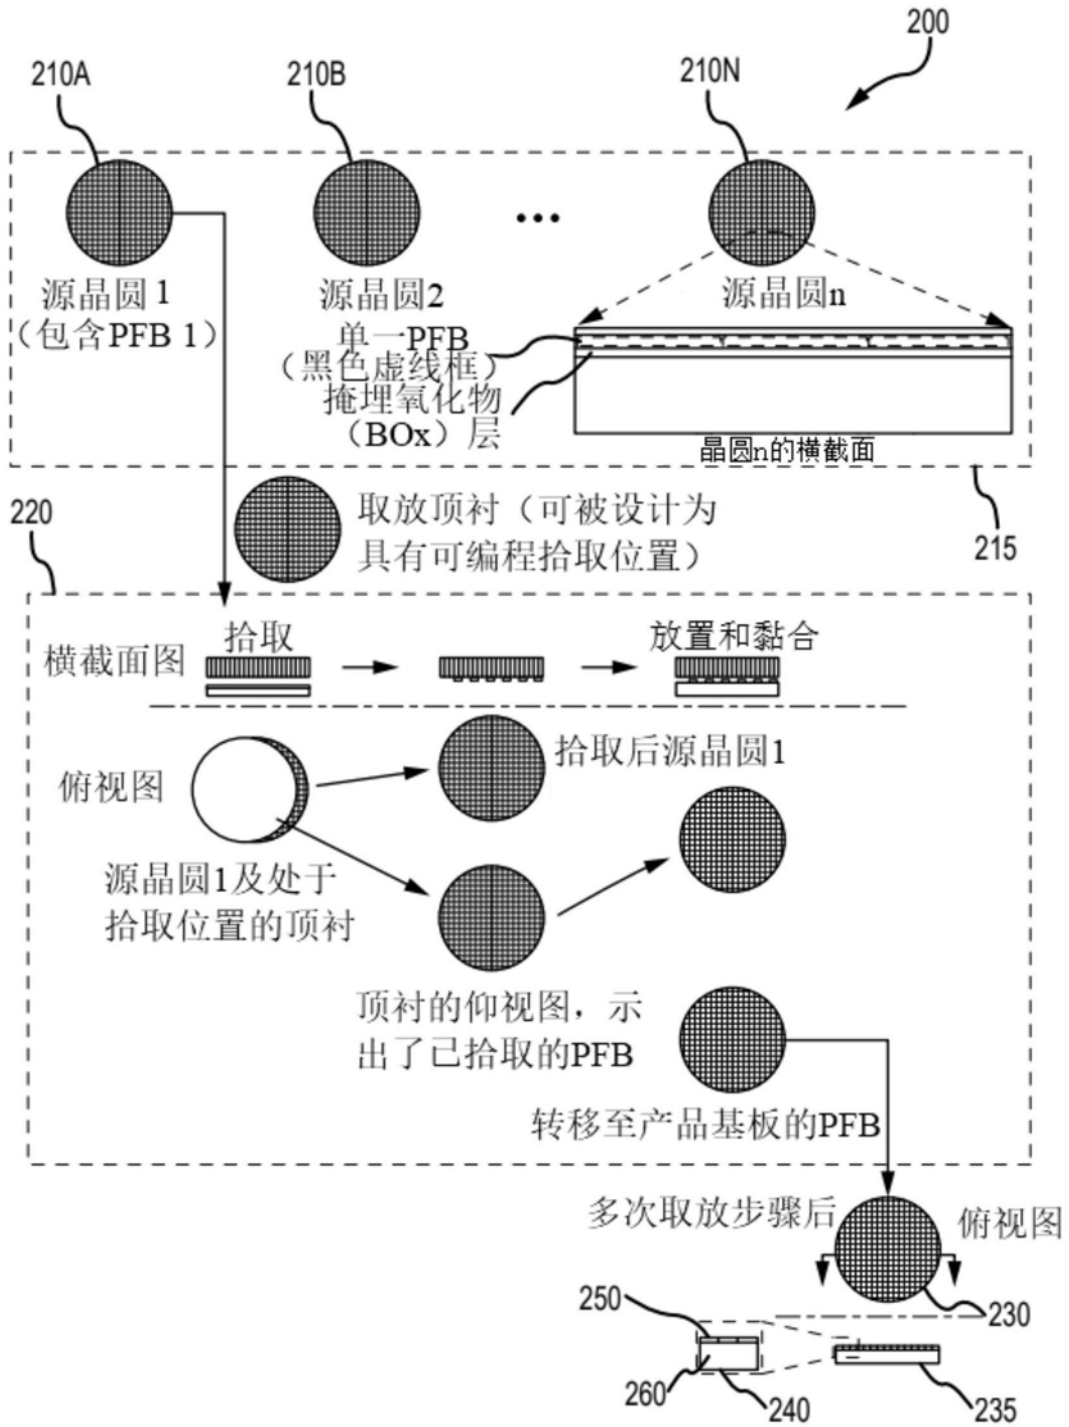 200
210A
210B
210N
源晶圆1
（包含PFB 1）
源晶圆2
源晶圆n
单一PFB
（黑色虚线框）
掩埋氧化物
（BOx）层
晶圆n的横截面
215
220
取放顶衬（可被设计为
具有可编程拾取位置）
横截面图
拾取
放置和黏合
俯视图
拾取后源晶圆1
源晶圆1及处于
拾取位置的顶衬
顶衬的仰视图，示
出了已拾取的PFB
转移至产品基板的PFB
多次取放步骤后
俯视图
230
250
260
240
235